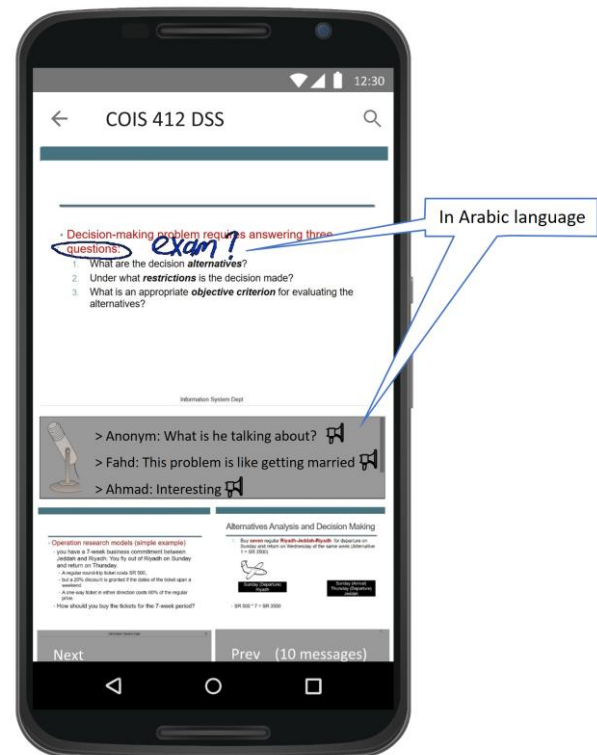 12:30
COIS 412 DSS
In Arabic language
• Decision-making problem requires answering three
questions: exam?
1. What are the decision alternatives?
2. Under what restrictions is the decision made?
3. What is an appropriate objective criterion for evaluating the
alternatives?
Information System Dept
> Anonym: What is he talking about?
> Fahd: This problem is like getting married
> Ahmad: Interesting
• Operation research models (simple example)
- you have a 7-week business commitment between
Jeddah and Riyadh. You fly out of Riyadh on Sunday
and return on Thursday.
- A regular roundtrip ticket costs SR 500,
- but a 20% discount is granted if the dates of the ticket span a
weekend.
- A one-way ticket in either direction costs 60% of the regular
price.
- How should you buy the tickets for the 7-week period?
Alternatives Analysis and Decision Making
Buy seven regular Riyadh-Jeddah-Riyadh for departure on
Sunday and return on Wednesday of the same week (Alternative
1 = SR 3500)
Sunday (Departure)
Riyadh
Sunday (Arrival)
Thursday (Departure)
Jeddah
- SR 500 * 7 = SR 3500
Next
Prev (10 messages)